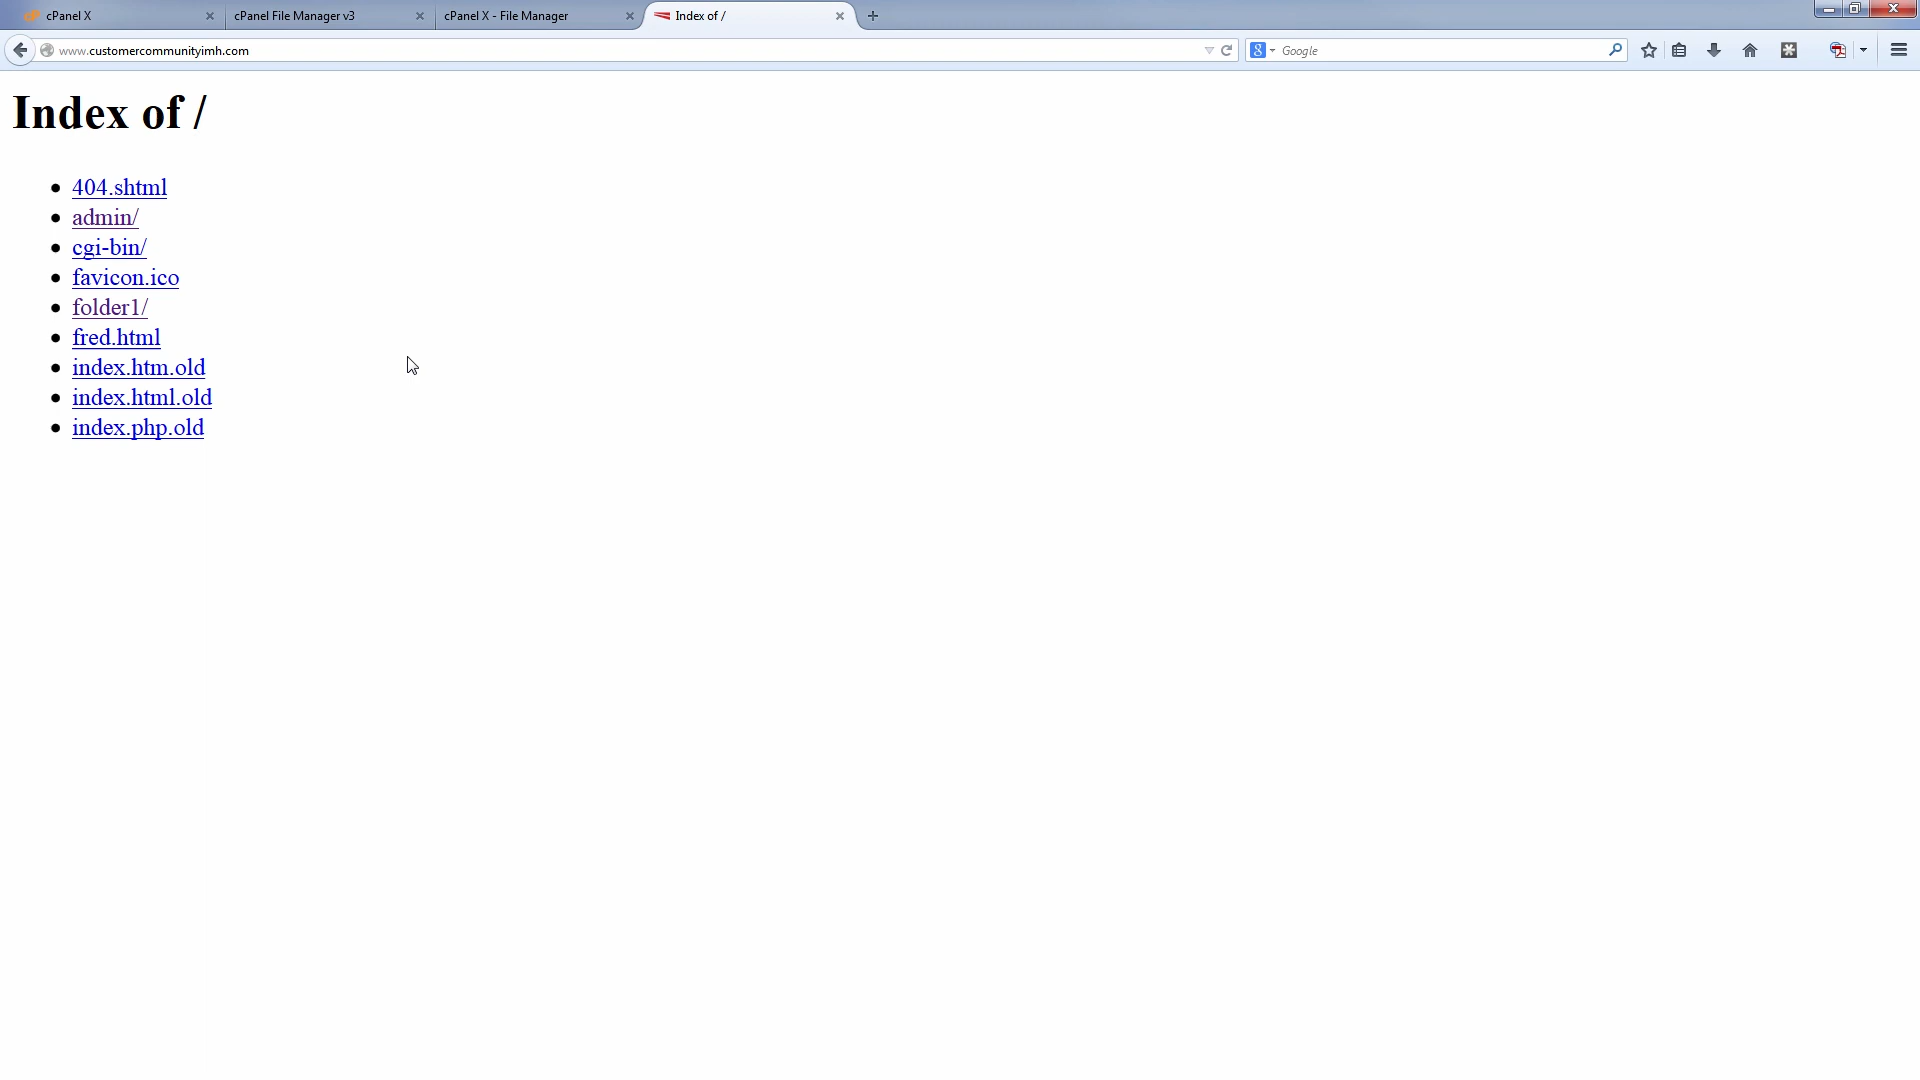 cPanel X
cPanel File Manager v3
cPanel X - File Manager
Index of /
www.customercommunityimh.com
Google
Index of /
404.shtml
admin/
cgi-bin/
favicon.ico
folder1/
fred.html
index.htm.old
index.html.old
index.php.old